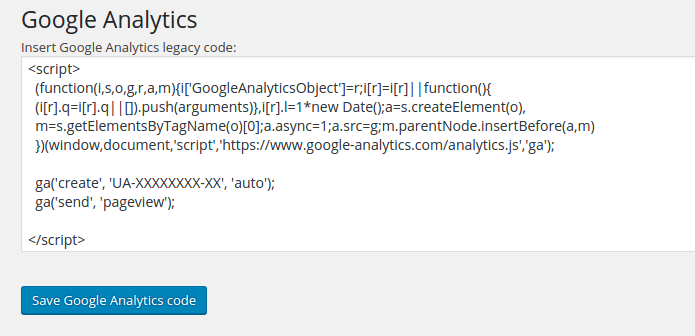 Google Analytics
Insert Google Analytics legacy code:
<script>
(function(i,s,o,g,r,a,m){i['GoogleAnalyticsObject']=r;i[r]=i[r]||function(){
(i[r].q=i[r].q||[]).push(arguments)},i[r].l=1*new Date();a=s.createElement(o),
m=s.getElementsByTagName(o)[0];a.async=1;a.src=g;m.parentNode.insertBefore(a,m)
})(window,document,'script','https://www.google-analytics.com/analytics.js','ga');
ga('create', 'UA-XXXXXXXX-XX', 'auto');
ga('send', 'pageview');
</script>
Save Google Analytics code